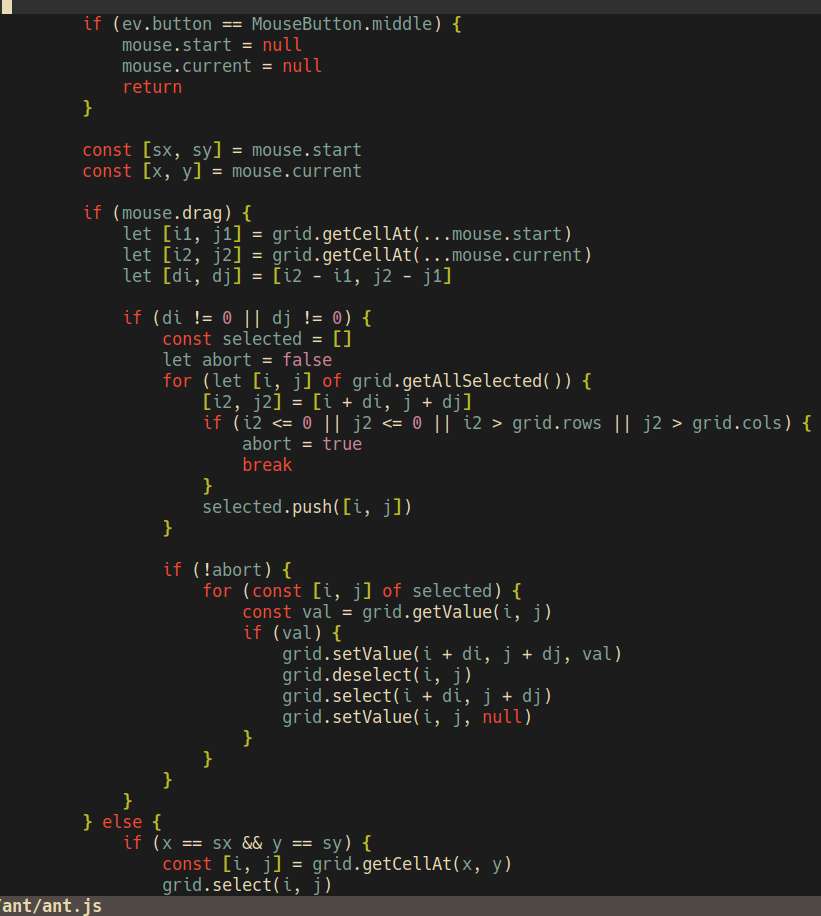 if (ev.button == MouseButton.middle) {
mouse.start = null
mouse.current = null
return
}
const [sx, sy] = mouse.start
const [x, y] = mouse.current
if (mouse.drag) {
let [i1, j1] = grid.getCellAt(...mouse.start)
let [i2, j2] = grid.getCellAt(...mouse.current)
let [di, dj] = [i2 - i1, j2 - j1]
if (di != 0 || dj != 0) {
const selected = []
let abort = false
for (let [i, j] of grid.getAllSelected()) {
[i2, j2] = [i + di, j + dj]
if (i2 <= 0 || j2 <= 0 || i2 > grid.rows || j2 > grid.cols) {
abort = true
break
}
selected.push([i, j])
}
if (!abort) {
for (const [i, j] of selected) {
const val = grid.getValue(i, j)
if (val) {
grid.setValue(i + di, j + dj, val)
grid.deselect(i, j)
grid.select(i + di, j + dj)
grid.setValue(i, j, null)
}
}
}
}
} else {
if (x == sx && y == sy) {
const [i, j] = grid.getCellAt(x, y)
grid.select(i, j)
/ant/ant.js